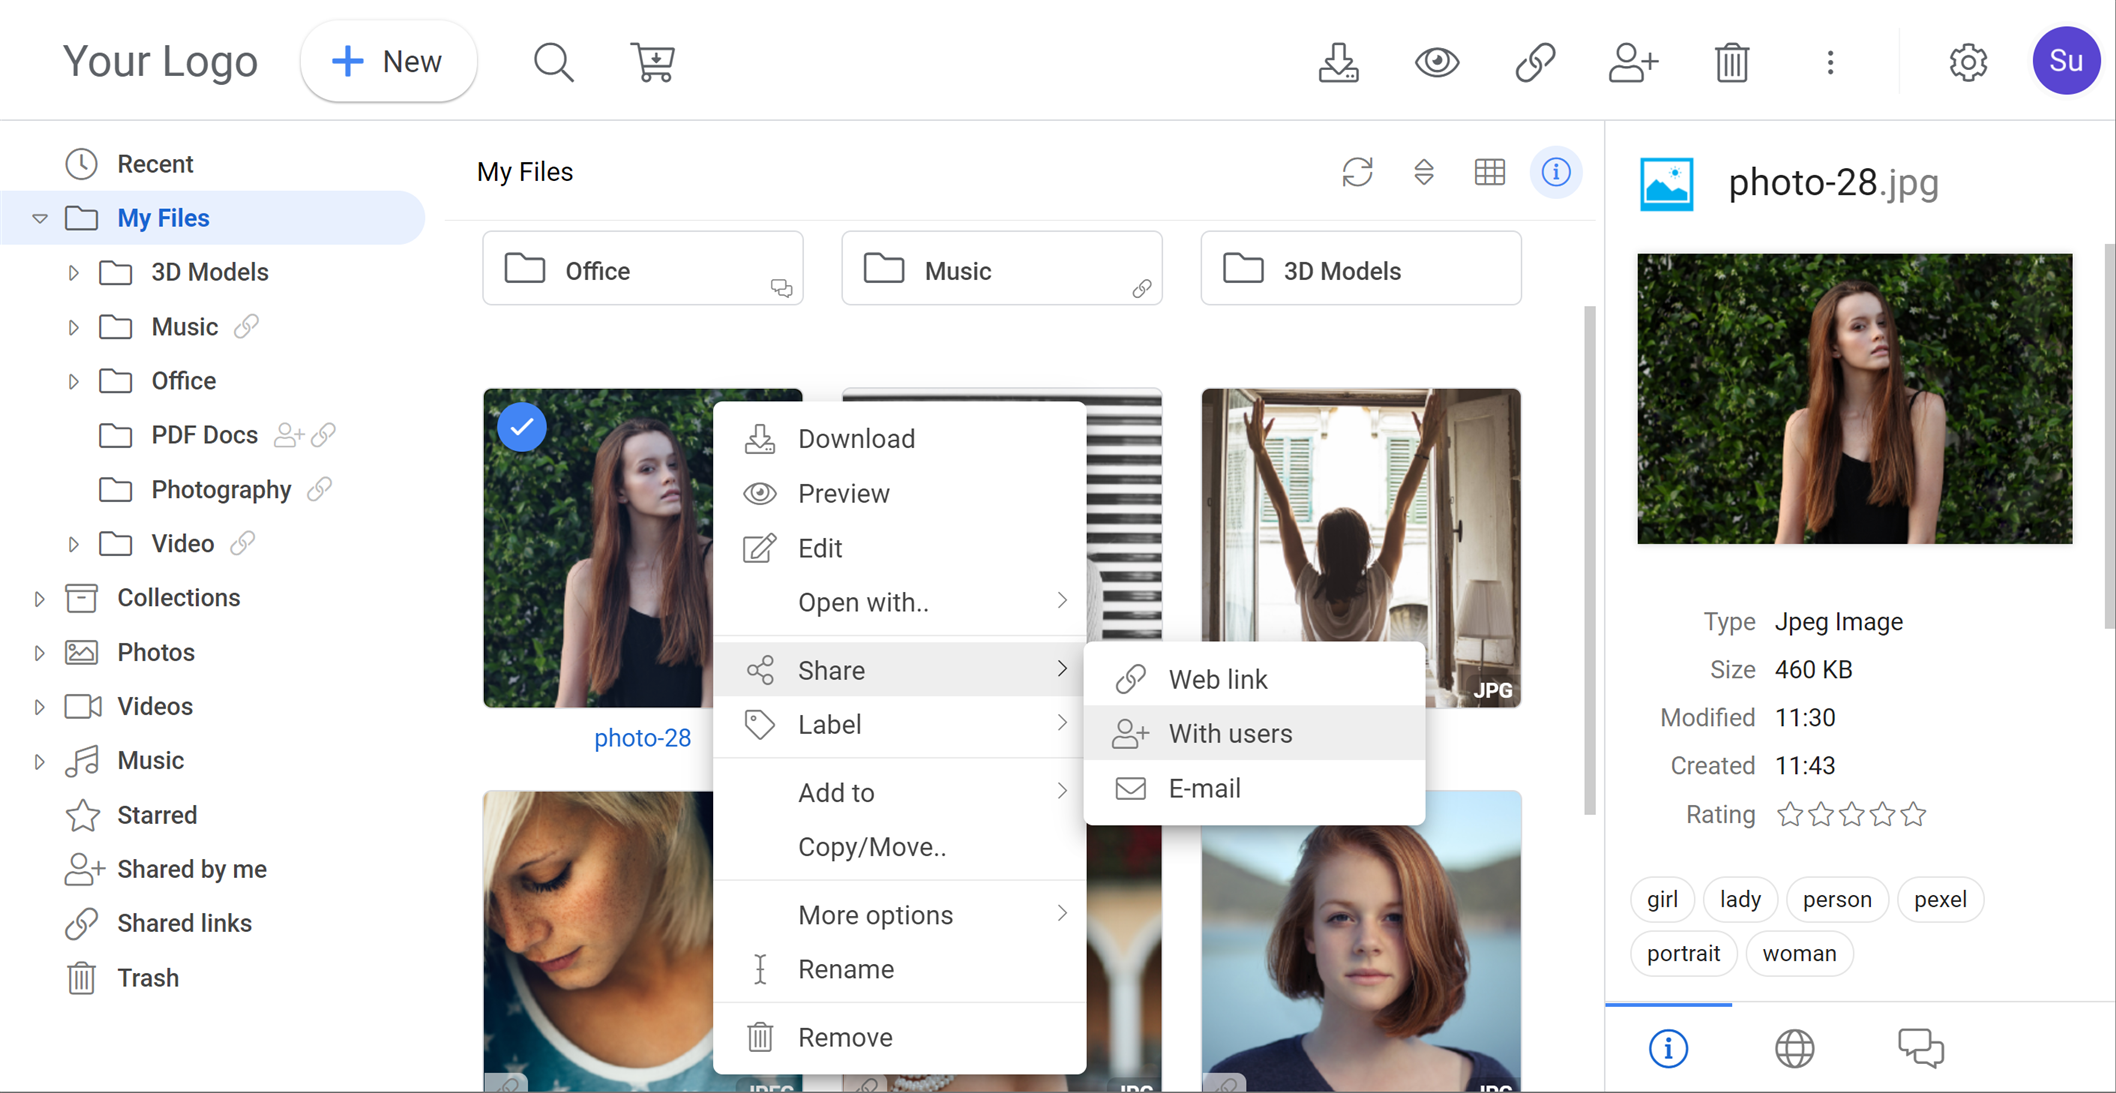 Your Logo
New
Su
Recent
My Files
3D Models
Music
Office
PDF Docs
Photography
Video
Collections
Photos
Videos
Music
Starred
Shared by me
Shared links
Trash
My Files
Office
Music
3D Models
photo-28
JPG
JPEG
JPG
JPG
Download
Preview
Edit
Open with..
Share
Label
Add to
Copy/Move..
More options
Rename
Remove
Web link
With users
E-mail
photo-28.jpg
Type Jpeg Image
Size 460 KB
Modified 11:30
Created 11:43
Rating
girl lady person pexel
portrait woman